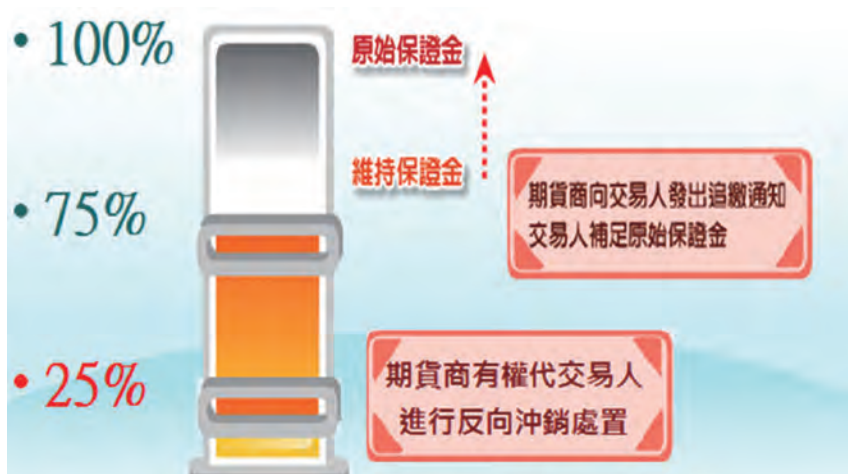 • 100%
原始保證金
維持保證金
• 75%
期貨商向交易人發出追繳通知
交易人補足原始保證金
• 25%
期貨商有權代交易人
進行反向沖銷處置